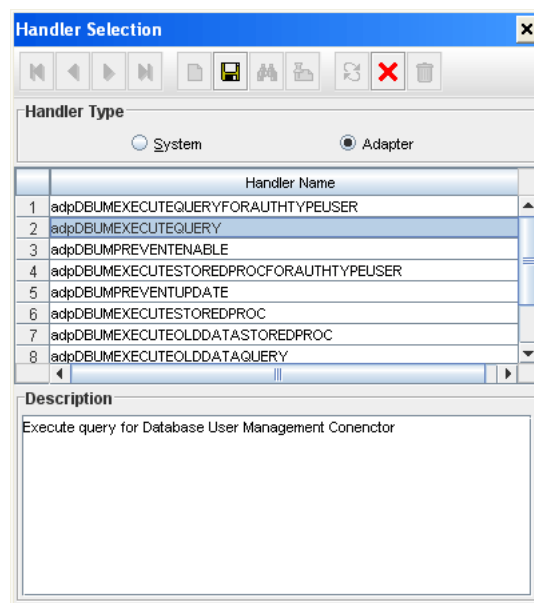 Handler Selection
Handler Type
System
Adapter
Handler Name
1 adpDBUMEXECUTEQUERYFORAUTHTYPEUSER
2 adpDBUMEXECUTEQUERY
3 adpDBUMPREVENTENABLE
4 adpDBUMEXECUTESTOREDPROCFORAUTHTYPEUSER
5 adpDBUMPREVENTUPDATE
6 adpDBUMEXECUTESTOREDPROC
7 adpDBUMEXECUTEOLDDATASTOREDPROC
8 adpDBUMEXECUTEOLDDATAQUERY
Description
Execute query for Database User Management Conenctor